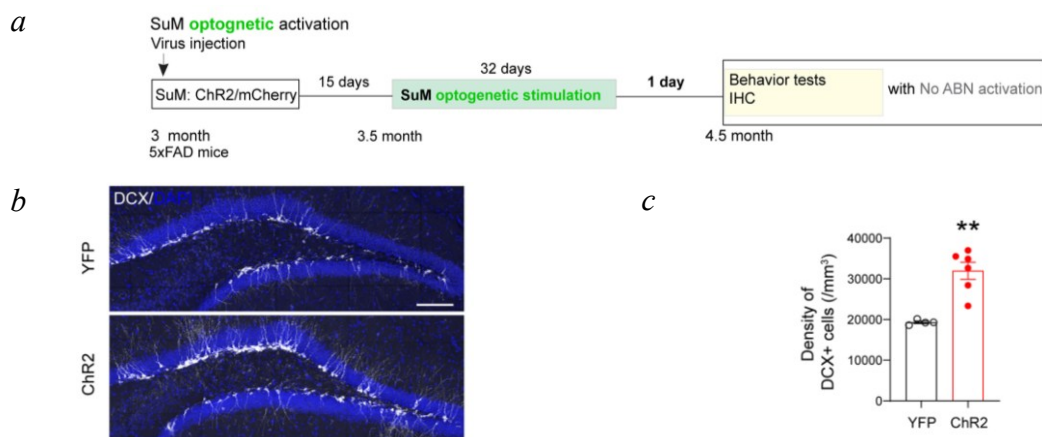 a
SuM optognetic activation
Virus injection
SuM: ChR2/mCherry
15 days
32 days
SuM optogenetic stimulation
1 day
Behavior tests
IHC
with No ABN activation
3 month
5xFAD mice
3.5 month
4.5 month
b
DCX/DAPI
YFP
ChR2
c
**
Density of
DCX+ cells (/mm³)
40000
30000
20000
10000
0
YFP ChR2